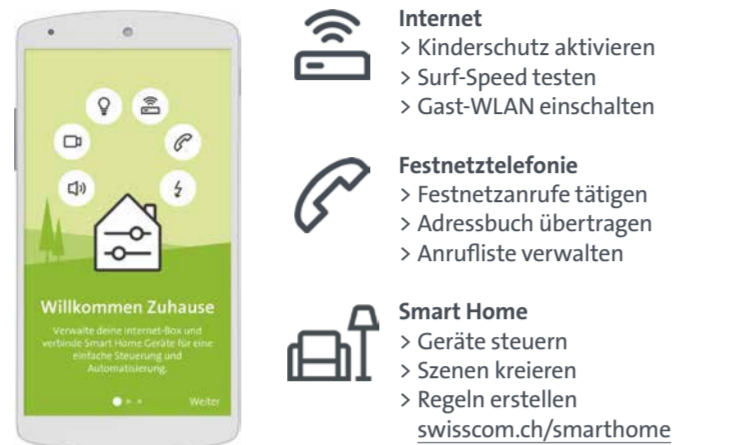 Willkommen Zuhause
Verwalte deine Internet-Box und
verbinde Smart Home Geräte für eine
einfache Steuerung und
Automatisierung.
Weiter
Internet
> Kinderschutz aktivieren
> Surf-Speed testen
> Gast-WLAN einschalten
Festnetztelefonie
> Festnetzanrufe tätigen
> Adressbuch übertragen
> Anrufliste verwalten
Smart Home
> Geräte steuern
> Szenen kreieren
> Regeln erstellen
swisscom.ch/smarthome